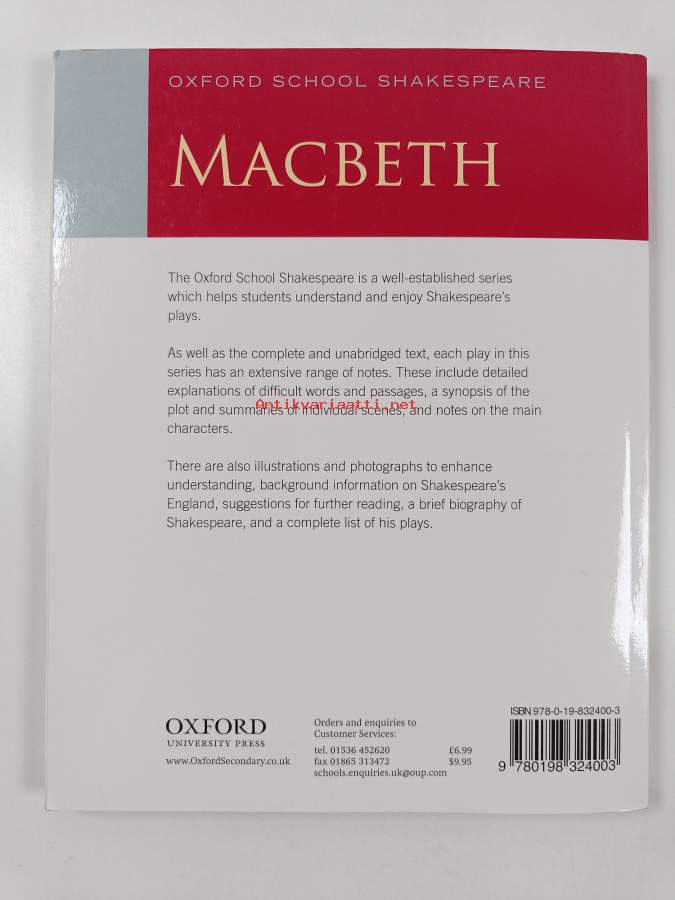 OXFORD SCHOOL SHAKESPEARE
MACBETH
The Oxford School Shakespeare is a well-established series
which helps students understand and enjoy Shakespeare's
plays.
As well as the complete and unabridged text, each play in this
series has an extensive range of notes. These include detailed
explanations of difficult words and passages, a synopsis of the
plot and summaries of individual scenes, and notes on the main
Antikvariaatti.net
characters.
There are also illustrations and photographs to enhance
understanding, background information on Shakespeare's
England, suggestions for further reading, a brief biography of
Shakespeare, and a complete list of his plays.
OXFORD
UNIVERSITY PRESS
www.OxfordSecondary.co.uk
Orders and enquiries to
Customer Services:
tel. 01536 452620 £6.99
fax 01865 313472 $9.95
schools.enquiries.uk@oup.com
ISBN 978-0-19-832400-3
9 780198 324003